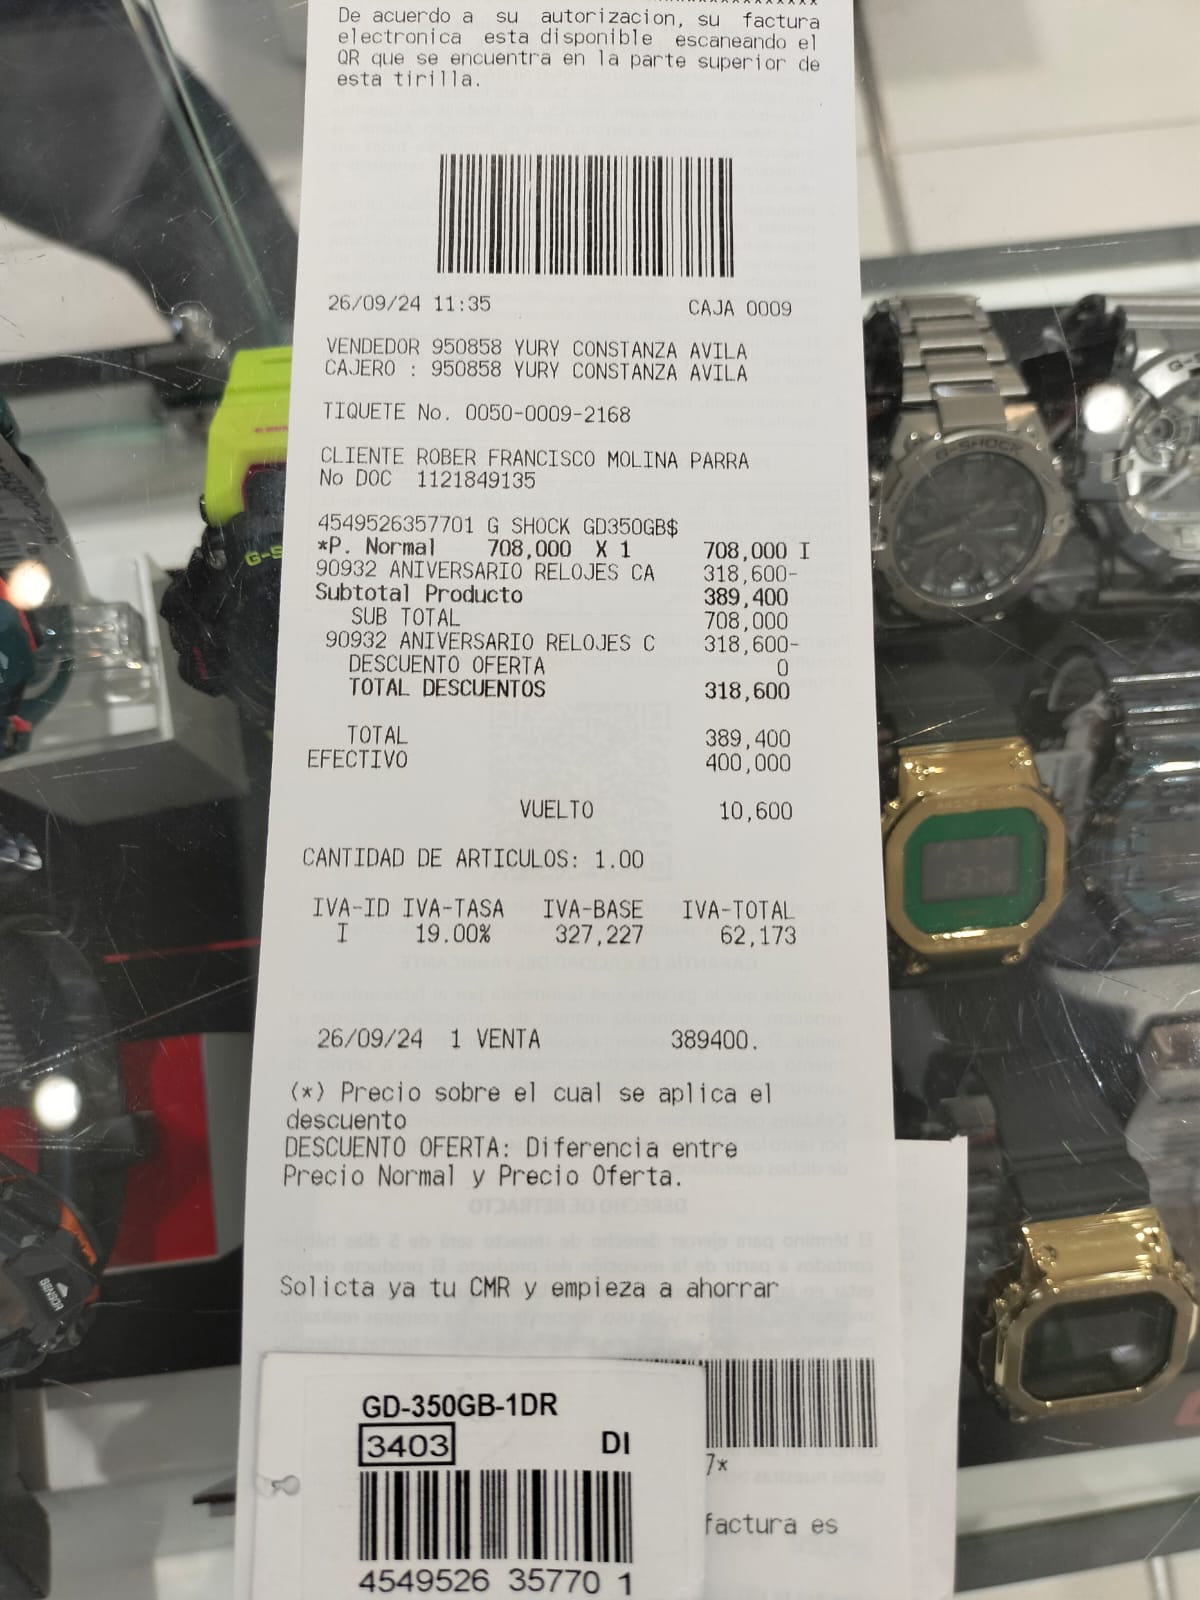 De acuerdo a su autorizacion, su factura
electronica esta disponible escaneando el
QR que se encuentra en la parte superior de
esta tirilla.
26/09/24 11:35 CAJA 0009
VENDEDOR 950858 YURY CONSTANZA AVILA
CAJERO : 950858 YURY CONSTANZA AVILA
TIQUETE No. 0050-0009-2168
CLIENTE ROBER FRANCISCO MOLINA PARRA
No DOC 1121849135
4549526357701 G SHOCK GD350GB$
*P. Normal 708,000 X 1 708,000 I
90932 ANIVERSARIO RELOJES CA 318,600-
Subtotal Producto 389,400
SUB TOTAL 708,000
90932 ANIVERSARIO RELOJES C 318,600-
DESCUENTO OFERTA 0
TOTAL DESCUENTOS 318,600
TOTAL 389,400
EFECTIVO 400,000
VUELTO 10,600
CANTIDAD DE ARTICULOS: 1.00
IVA-ID IVA-TASA IVA-BASE IVA-TOTAL
I 19.00% 327,227 62,173
26/09/24 1 VENTA 389400.
(*) Precio sobre el cual se aplica el
descuento
DESCUENTO OFERTA: Diferencia entre
Precio Normal y Precio Oferta.
Solicta ya tu CMR y empieza a ahorrar
GD-350GB-1DR
3403 DI
4549526 35770 1
7*
factura es
G-SHOCK